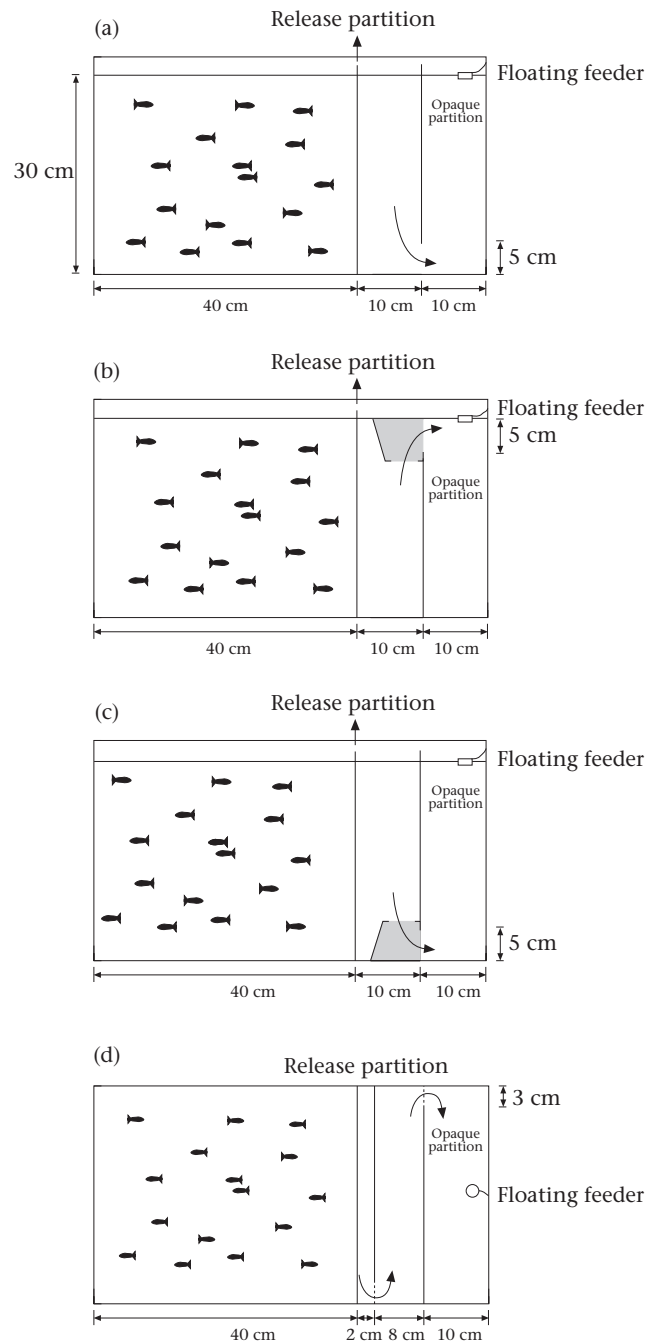 (a)
Release partition
Floating feeder
Opaque
partition
30 cm
5 cm
40 cm
10 cm
10 cm
(b)
Release partition
Floating feeder
5 cm
Opaque
partition
40 cm
10 cm
10 cm
(c)
Release partition
Floating feeder
Opaque
partition
5 cm
40 cm
10 cm
10 cm
(d)
Release partition
3 cm
Opaque
partition
Floating feeder
40 cm
2 cm
8 cm
10 cm